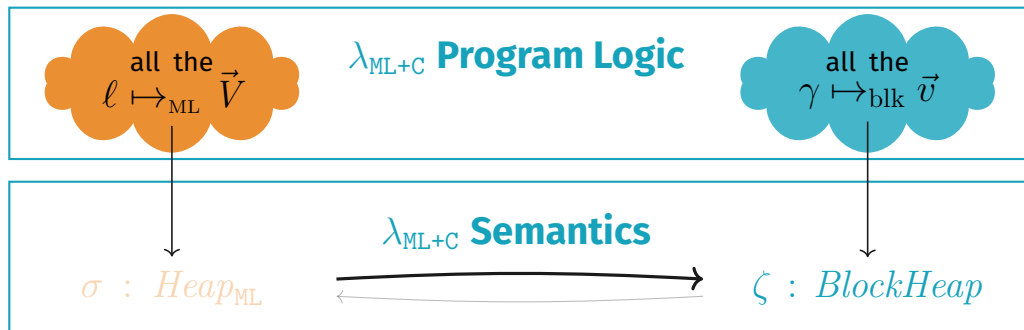 all the
ℓ ↦ML V⃗
λML+C Program Logic
all the
γ ↦blk v⃗
λML+C Semantics
σ : HeapML
ζ : BlockHeap